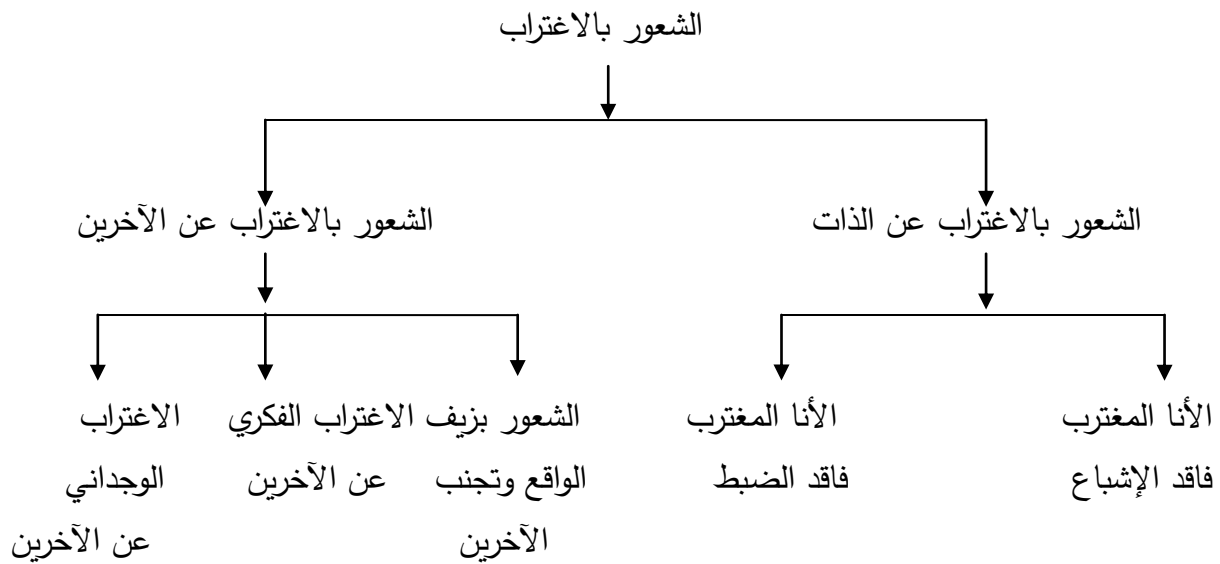 الشعور بالاغتراب
الشعور بالاغتراب عن الذات
الشعور بالاغتراب عن الآخرين
الأنا المغترب
فاقد الإشباع
الأنا المغترب
فاقد الضبط
الشعور بزيف
الواقع وتجنب
الآخرين
الاغتراب الفكري
عن الآخرين
الاغتراب
الوجداني
عن الآخرين